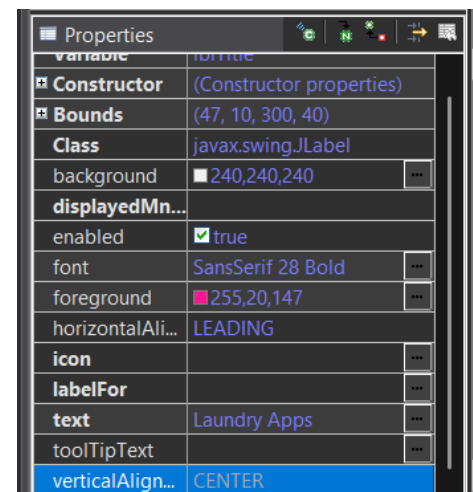 Properties
Variable lblTitle
Constructor (Constructor properties)
Bounds (47, 10, 300, 40)
Class javax.swing.JLabel
background 240,240,240 ...
displayedMn...
enabled true
font SansSerif 28 Bold ...
foreground 255,20,147 ...
horizontalAli... LEADING
icon ...
labelFor ...
text Laundry Apps ...
toolTipText ...
verticalAlign... CENTER